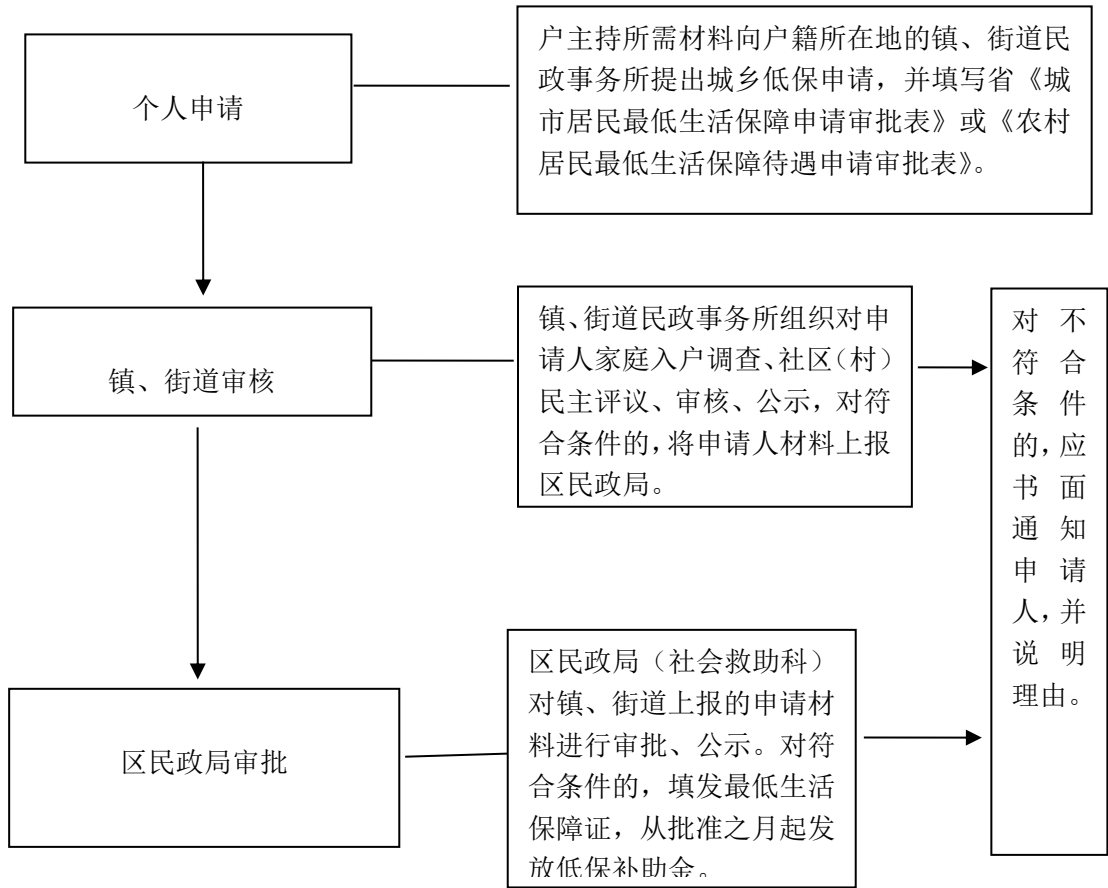 个人申请
户主持所需材料向户籍所在地的镇、街道民
政事务所提出城乡低保申请，并填写省《城
市居民最低生活保障申请审批表》或《农村
居民最低生活保障待遇申请审批表》。
镇、街道审核
镇、街道民政事务所组织对申
请人家庭入户调查、社区（村）
民主评议、审核、公示，对符
合条件的，将申请人材料上报
区民政局。
对不
符合
条件
的，应
书面
通知
申请
人，并
说明
理由。
区民政局审批
区民政局（社会救助科）
对镇、街道上报的申请材
料进行审批、公示。对符
合条件的，填发最低生活
保障证，从批准之月起发
放低保补助金。